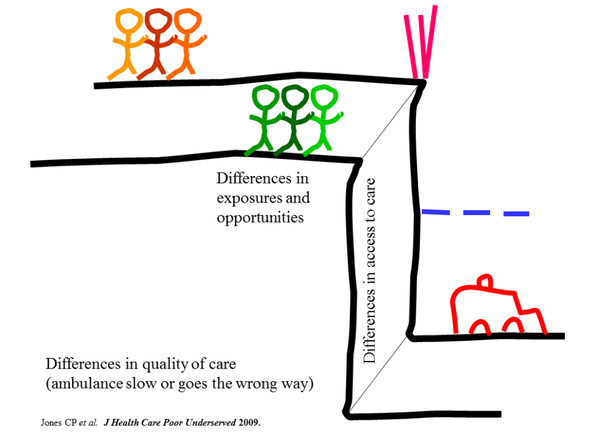 Differences in
exposures and
opportunities
Differences in access to care
Differences in quality of care
(ambulance slow or goes the wrong way)
Jones CP et al. J Health Care Poor Underserved 2009.